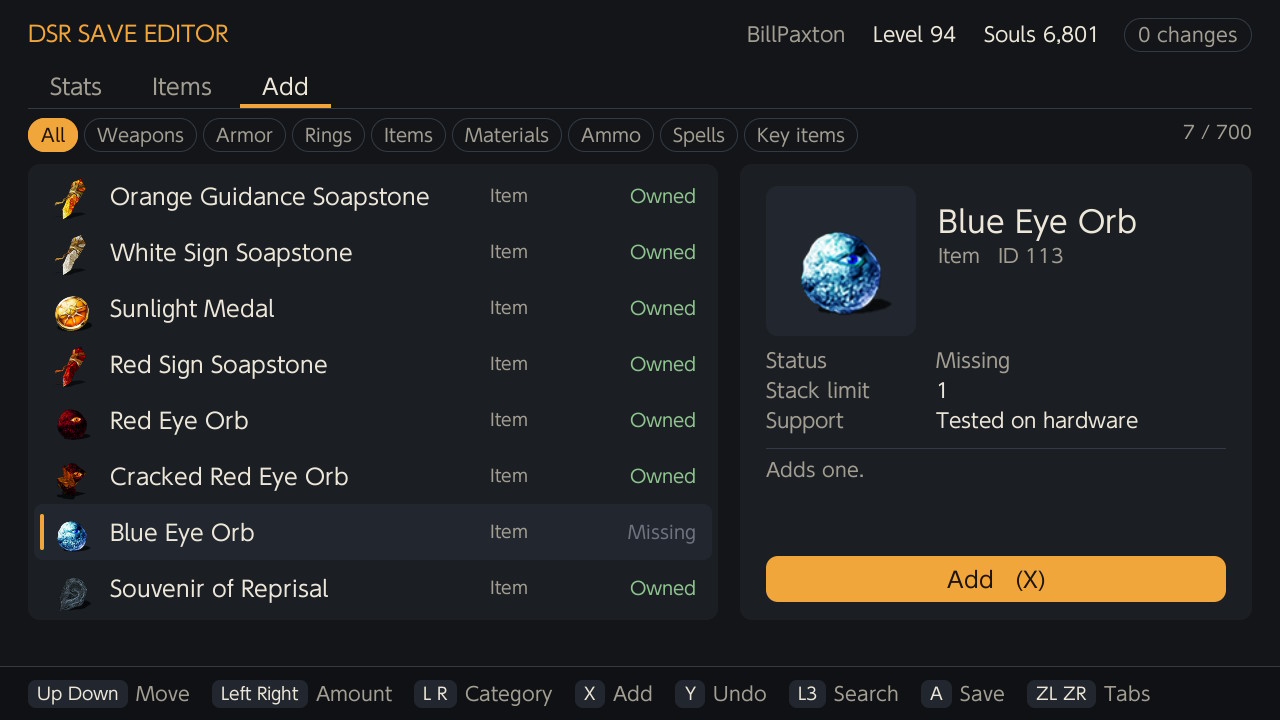 DSR SAVE EDITOR
BillPaxton Level 94 Souls 6,801 0 changes
Stats Items Add
All Weapons Armor Rings Items Materials Ammo Spells Key items 7 / 700
Orange Guidance Soapstone Item Owned
White Sign Soapstone Item Owned
Sunlight Medal Item Owned
Red Sign Soapstone Item Owned
Red Eye Orb Item Owned
Cracked Red Eye Orb Item Owned
Blue Eye Orb Item Missing
Souvenir of Reprisal Item Owned
Blue Eye Orb
Item ID 113
Status Missing
Stack limit 1
Support Tested on hardware
Adds one.
Add (X)
Up Down Move Left Right Amount L R Category X Add Y Undo L3 Search A Save ZL ZR Tabs